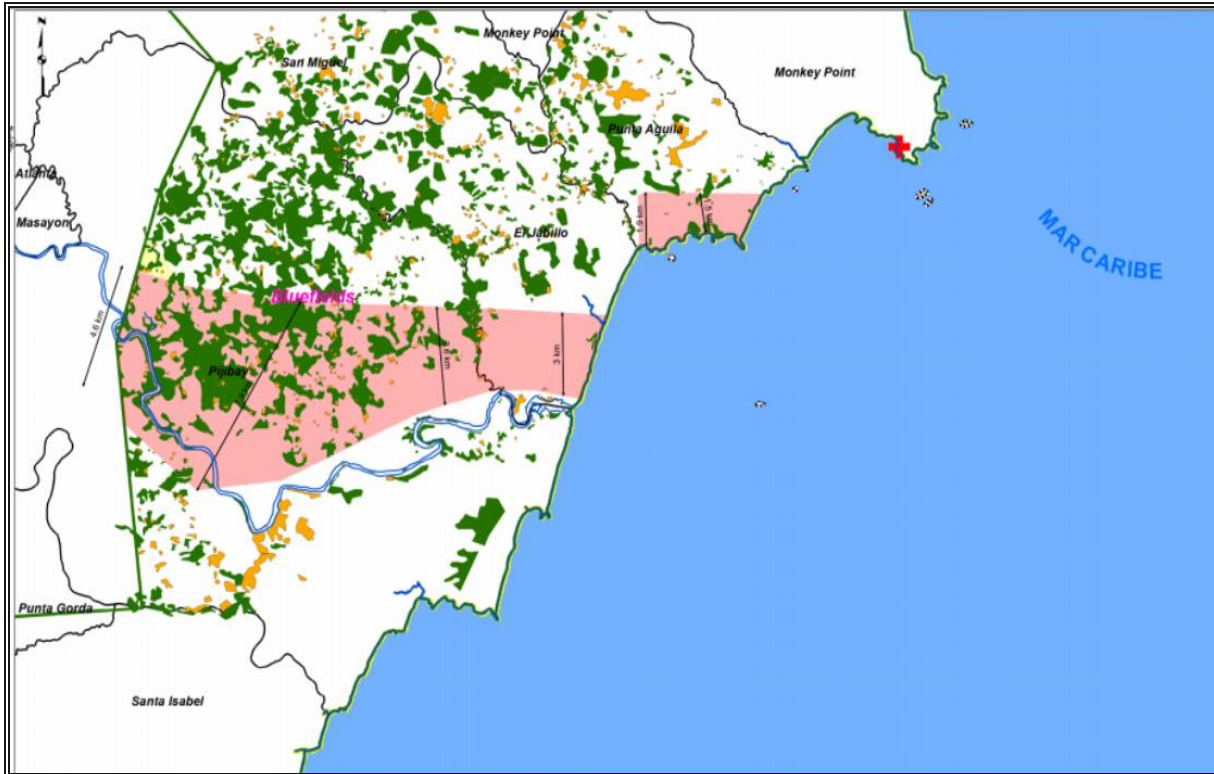 N
Monkey Point
San Miguel
Monkey Point
Punta Aguila
Atlanta
Masayon
1.9 km
El Jabillo
MAR CARIBE
Bluefields
4.6 km
3 km
Pijibay
Punta Gorda
Santa Isabel